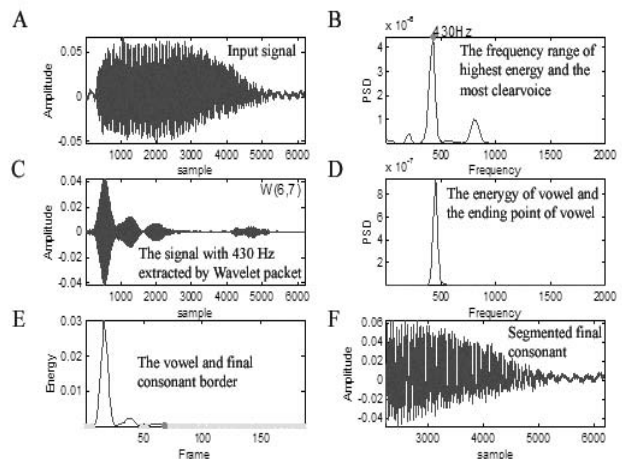 A
0.05
0
-0.05
Amplitude
Input signal
1000 2000 3000 4000 5000 6000
sample
B
x 10⁻⁶
430Hz
4
3
2
1
PSD
The frequency range of
highest energy and the
most clearvoice
500 1000 1500 2000
Frequency
C
0.04
0.02
0
-0.02
-0.04
Amplitude
W(6,7)
The signal with 430 Hz
extracted by Wavelet packet
1000 2000 3000 4000 5000 6000
sample
D
x 10⁻⁷
8
6
4
2
PSD
The enerygy of vowel and
the ending point of vowel
500 1000 1500 2000
Frequency
E
0.03
0.02
0.01
Energy
The vowel and final
consonant border
50 100 150
Frame
F
0.06
0.04
0.02
0
-0.02
-0.04
Amplitude
Segmented final
consonant
3000 4000 5000 6000
sample